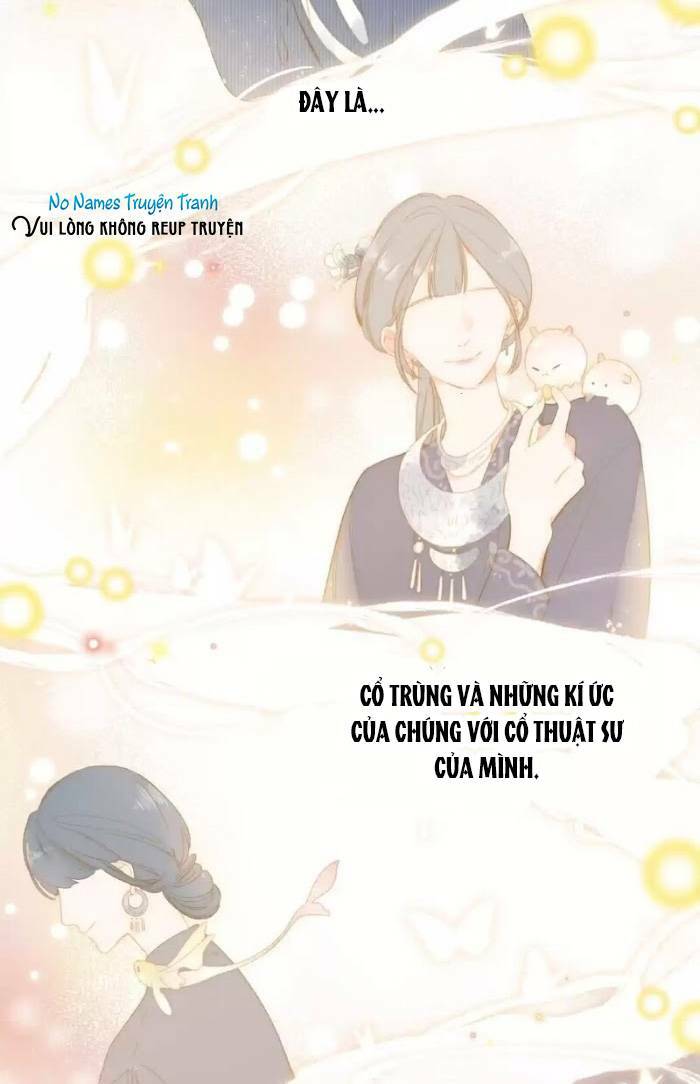 ĐÂY LÀ...
No Names Truyện Tranh
VUI LÒNG KHÔNG REUP TRUYỆN
CỔ TRÙNG VÀ NHỮNG KÍ ỨC
CỦA CHÚNG VỚI CỔ THUẬT SƯ
CỦA MÌNH.